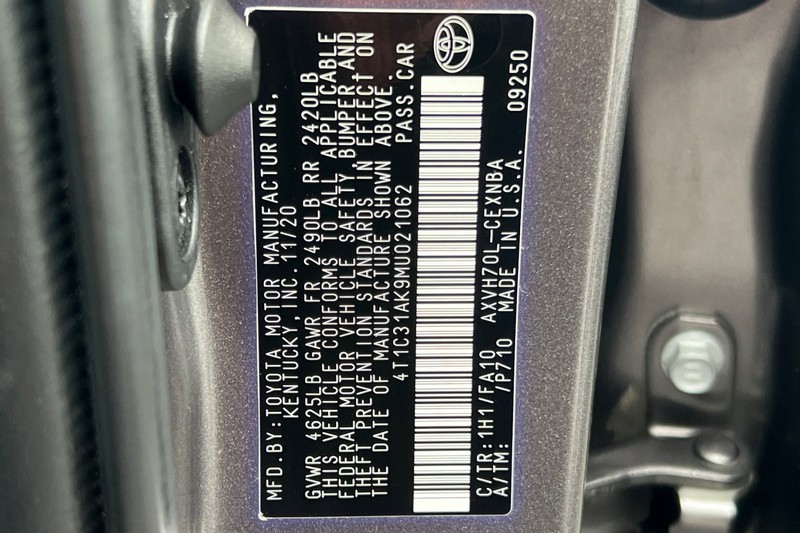 MFD.BY:TOYOTA MOTOR MANUFACTURING,
KENTUCKY, INC. 11/20
GVWR 4625LB GAWR FR 2490LB RR 2420LB
THIS VEHICLE CONFORMS TO ALL APPLICABLE
FEDERAL MOTOR VEHICLE SAFETY, BUMPER, AND
THEFT PREVENTION STANDARDS IN EFFECT ON
THE DATE OF MANUFACTURE SHOWN ABOVE.
4T1C31AK9MU021062 PASS.CAR
C/TR: 1H1/FA10 AXVH70L-CEXNBA
A/TM: /P710 MADE IN U.S.A. 09250